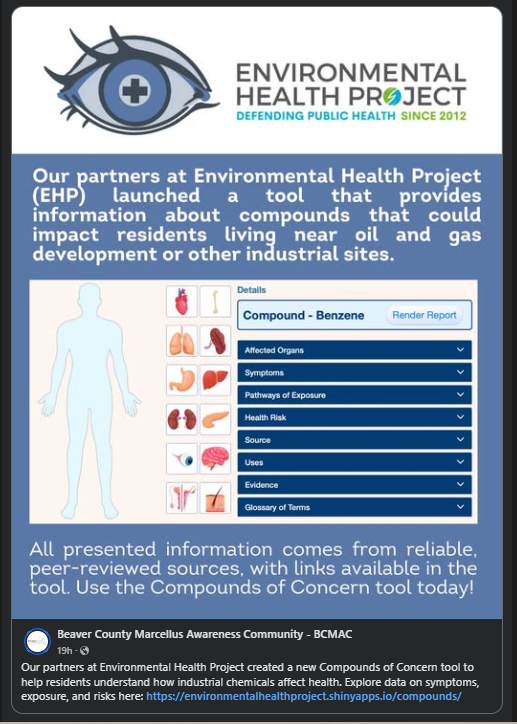 ENVIRONMENTAL
HEALTH PROJECT
DEFENDING PUBLIC HEALTH SINCE 2012
Our partners at Environmental Health Project
(EHP) launched a tool that provides
information about compounds that could
impact residents living near oil and gas
development or other industrial sites.
Details
Compound - Benzene Render Report
Affected Organs
Symptoms
Pathways of Exposure
Health Risk
Source
Uses
Evidence
Glossary of Terms
All presented information comes from reliable,
peer-reviewed sources, with links available in the
tool. Use the Compounds of Concern tool today!
Beaver County Marcellus Awareness Community - BCMAC
19h ·
Our partners at Environmental Health Project created a new Compounds of Concern tool to
help residents understand how industrial chemicals affect health. Explore data on symptoms,
exposure, and risks here: https://environmentalhealthproject.shinyapps.io/compounds/